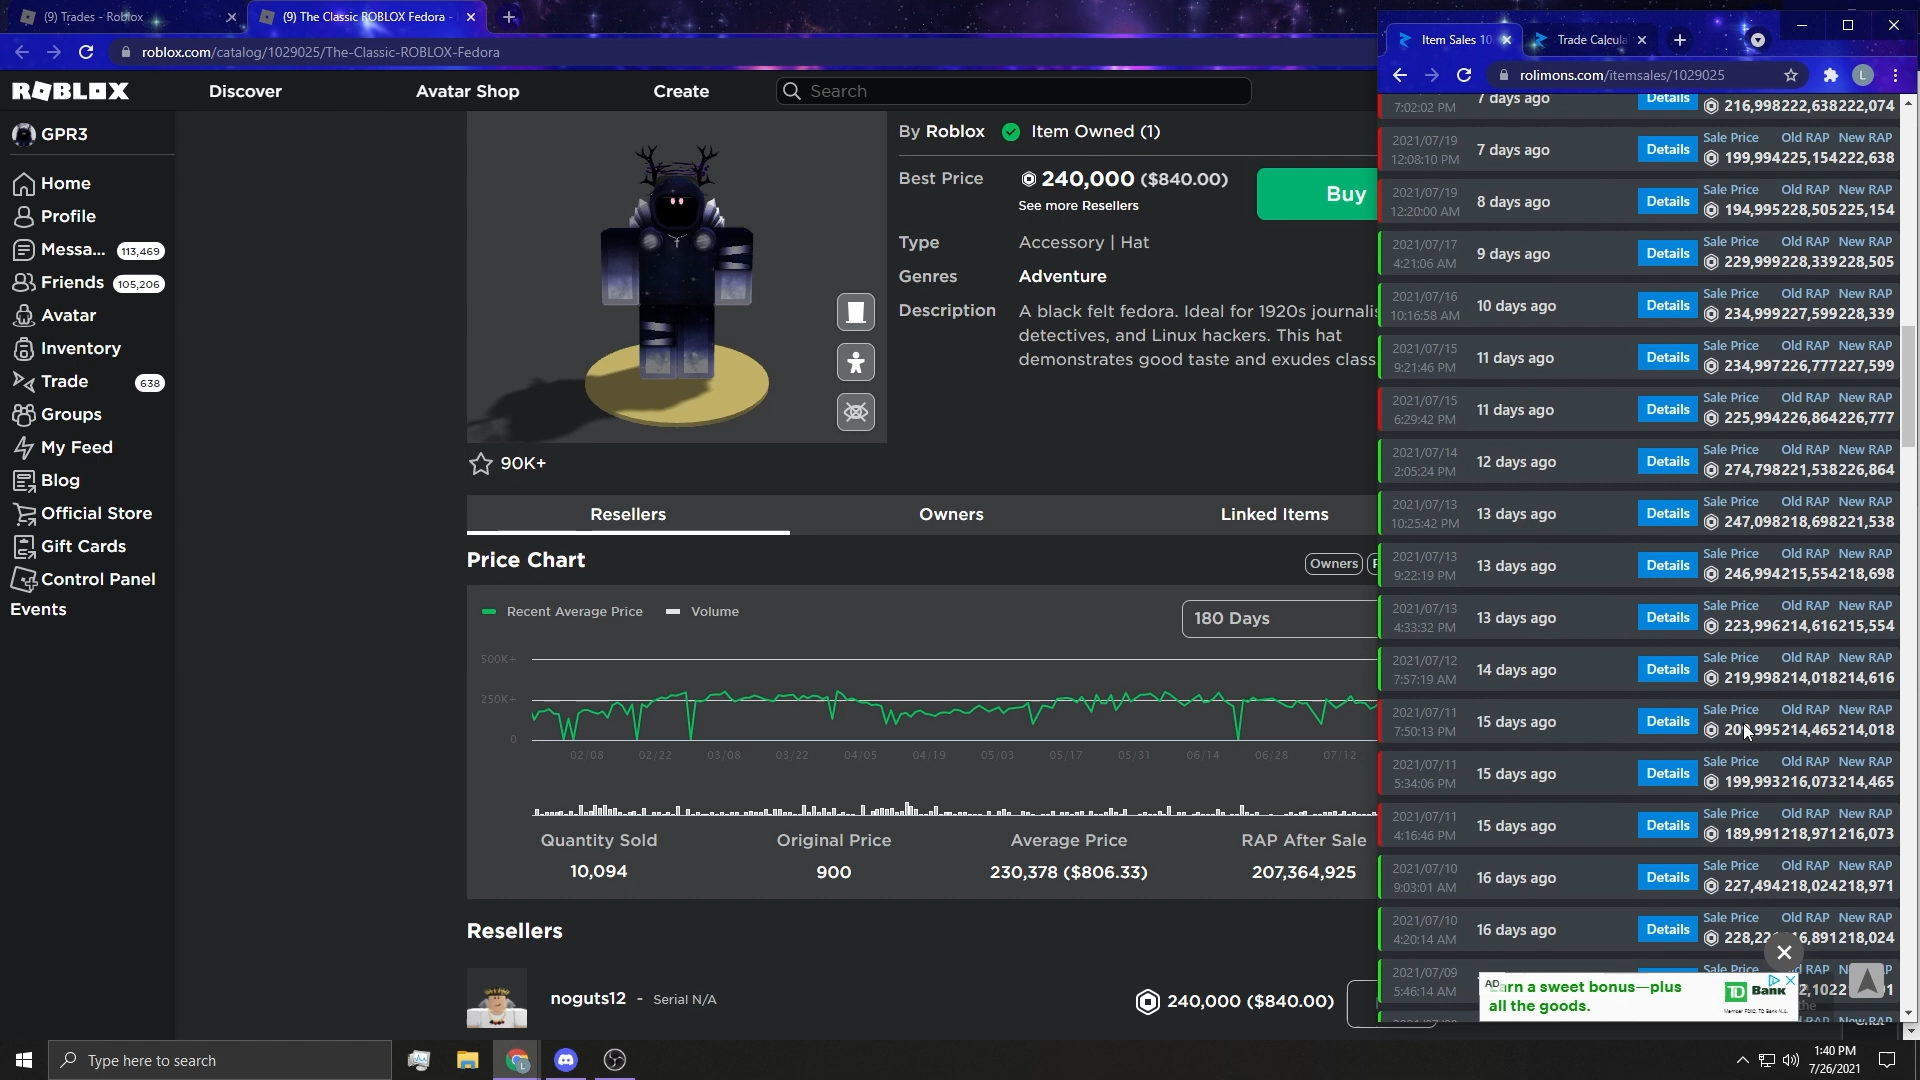 (9) Trades - Roblox
(9) The Classic ROBLOX Fedora -
roblox.com/catalog/1029025/The-Classic-ROBLOX-Fedora
ROBLOX
Discover
Avatar Shop
Create
Search
GPR3
Home
Profile
Messa... 113,469
Friends 105,206
Avatar
Inventory
Trade 638
Groups
My Feed
Blog
Official Store
Gift Cards
Control Panel
Events
By Roblox Item Owned (1)
Best Price 240,000 ($840.00)
See more Resellers
Buy
Type Accessory | Hat
Genres Adventure
Description A black felt fedora. Ideal for 1920s journalis
detectives, and Linux hackers. This hat
demonstrates good taste and exudes class
90K+
Resellers Owners Linked Items
Price Chart
Owners
Recent Average Price Volume
180 Days
500K+
250K+
0
02/08 02/22 03/08 03/22 04/05 04/19 05/03 05/17 05/31 06/14 06/28 07/12
Quantity Sold Original Price Average Price RAP After Sale
10,094 900 230,378 ($806.33) 207,364,925
Resellers
noguts12 - Serial N/A 240,000 ($840.00)
Item Sales 10
Trade Calcula
rolimons.com/itemsales/1029025
L
7:02:02 PM 7 days ago Details 216,998222,638222,074
2021/07/19 Sale Price Old RAP New RAP
12:08:10 PM 7 days ago Details 199,994225,154222,638
2021/07/19 Sale Price Old RAP New RAP
12:20:00 AM 8 days ago Details 194,995228,505225,154
2021/07/17 Sale Price Old RAP New RAP
4:21:06 AM 9 days ago Details 229,999228,339228,505
2021/07/16 Sale Price Old RAP New RAP
10:16:58 AM 10 days ago Details 234,999227,599228,339
2021/07/15 Sale Price Old RAP New RAP
9:21:46 PM 11 days ago Details 234,997226,777227,599
2021/07/15 Sale Price Old RAP New RAP
6:29:42 PM 11 days ago Details 225,994226,864226,777
2021/07/14 Sale Price Old RAP New RAP
2:05:24 PM 12 days ago Details 274,798221,538226,864
2021/07/13 Sale Price Old RAP New RAP
10:25:42 PM 13 days ago Details 247,098218,698221,538
2021/07/13 Sale Price Old RAP New RAP
9:22:19 PM 13 days ago Details 246,994215,554218,698
2021/07/13 Sale Price Old RAP New RAP
4:33:32 PM 13 days ago Details 223,996214,616215,554
2021/07/12 Sale Price Old RAP New RAP
7:57:19 AM 14 days ago Details 219,998214,018214,616
2021/07/11 Sale Price Old RAP New RAP
7:50:13 PM 15 days ago Details 995214,465214,018
2021/07/11 Sale Price Old RAP New RAP
5:34:06 PM 15 days ago Details 199,993216,073214,465
2021/07/11 Sale Price Old RAP New RAP
4:16:46 PM 15 days ago Details 189,991218,971216,073
2021/07/10 Sale Price Old RAP New RAP
9:03:01 AM 16 days ago Details 227,494218,024218,971
2021/07/10 Sale Price Old RAP New RAP
4:20:14 AM 16 days ago Details 6,891218,024
2021/07/09
5:46:14 AM
AD
Earn a sweet bonus—plus
all the goods.
TD Bank
Type here to search
1:40 PM
7/26/2021